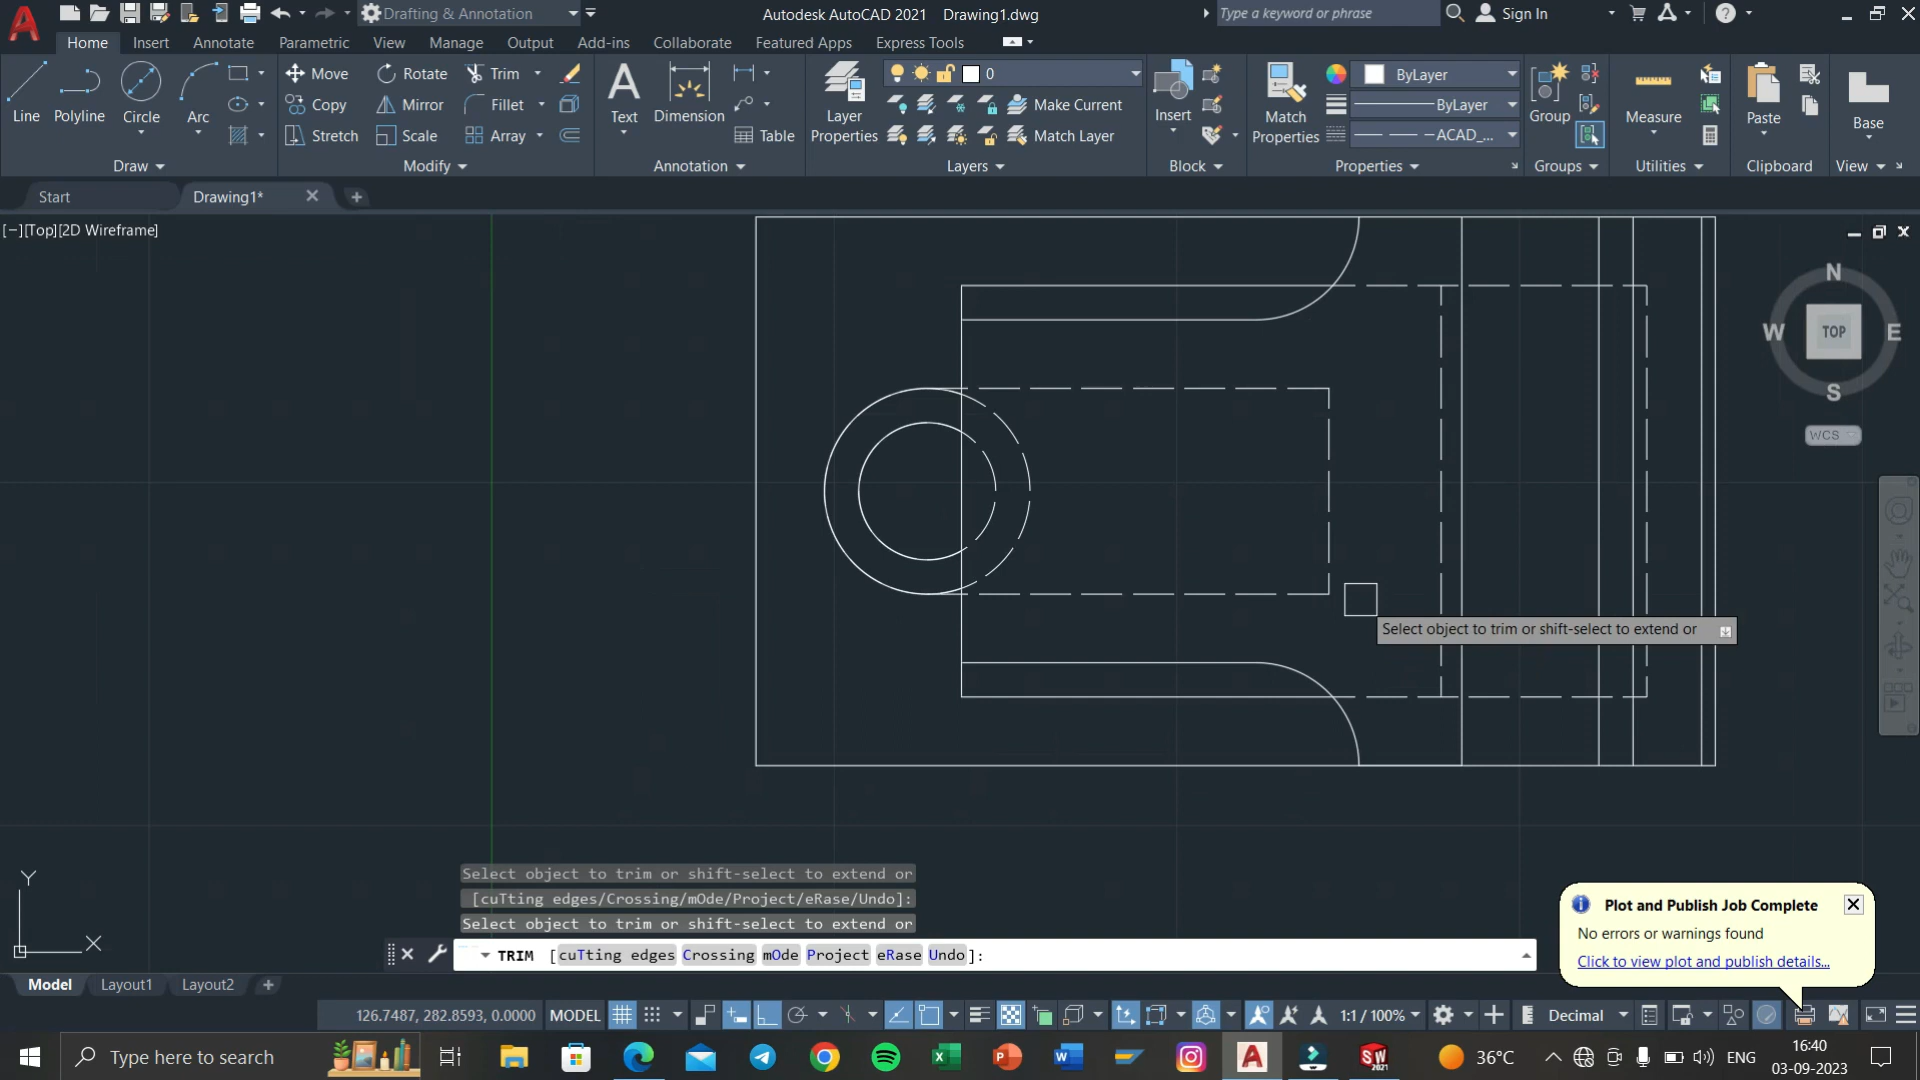 Drafting & Annotation
Autodesk AutoCAD 2021 Drawing1.dwg
Type a keyword or phrase
Sign In
Home Insert Annotate Parametric View Manage Output Add-ins Collaborate Featured Apps Express Tools
Line Polyline Circle Arc
Move Rotate Trim
Copy Mirror Fillet
Stretch Scale Array
Text Dimension Table
Layer Properties
0
Make Current
Match Layer
Insert
Match Properties
ByLayer
ByLayer
ACAD_...
Group
Measure
Paste
Base
Draw Modify Annotation Layers Block Properties Groups Utilities Clipboard View
Start Drawing1*
[−][Top][2D Wireframe]
N
W TOP E
S
WCS
Select object to trim or shift-select to extend or
Y
X
Select object to trim or shift-select to extend or
[cuTting edges/Crossing/mOde/Project/eRase/Undo]:
Select object to trim or shift-select to extend or
TRIM [cuTting edges Crossing mOde Project eRase Undo]:
Plot and Publish Job Complete
No errors or warnings found
Click to view plot and publish details...
Model Layout1 Layout2
126.7487, 282.8593, 0.0000 MODEL 1:1 / 100% Decimal
Type here to search
36°C
ENG
16:40
03-09-2023